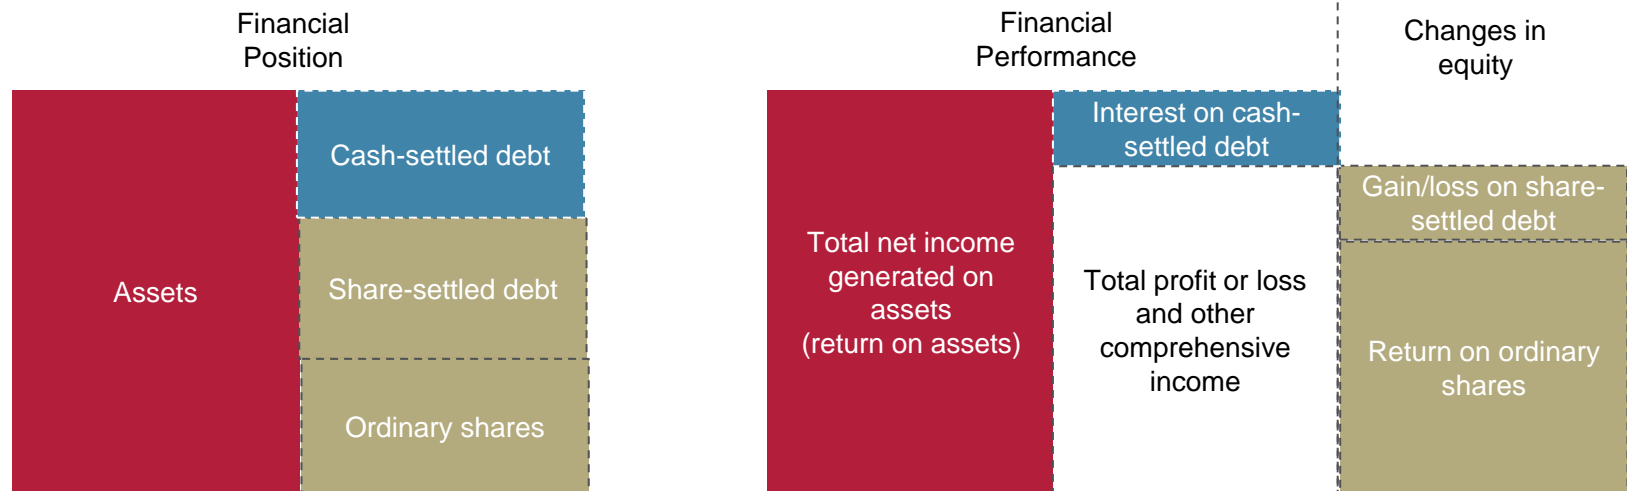 Financial
Position
Assets
Cash-settled debt
Share-settled debt
Ordinary shares
Financial
Performance
Changes in
equity
Total net income
generated on
assets
(return on assets)
Interest on cash-
settled debt
Total profit or loss
and other
comprehensive
income
Gain/loss on share-
settled debt
Return on ordinary
shares